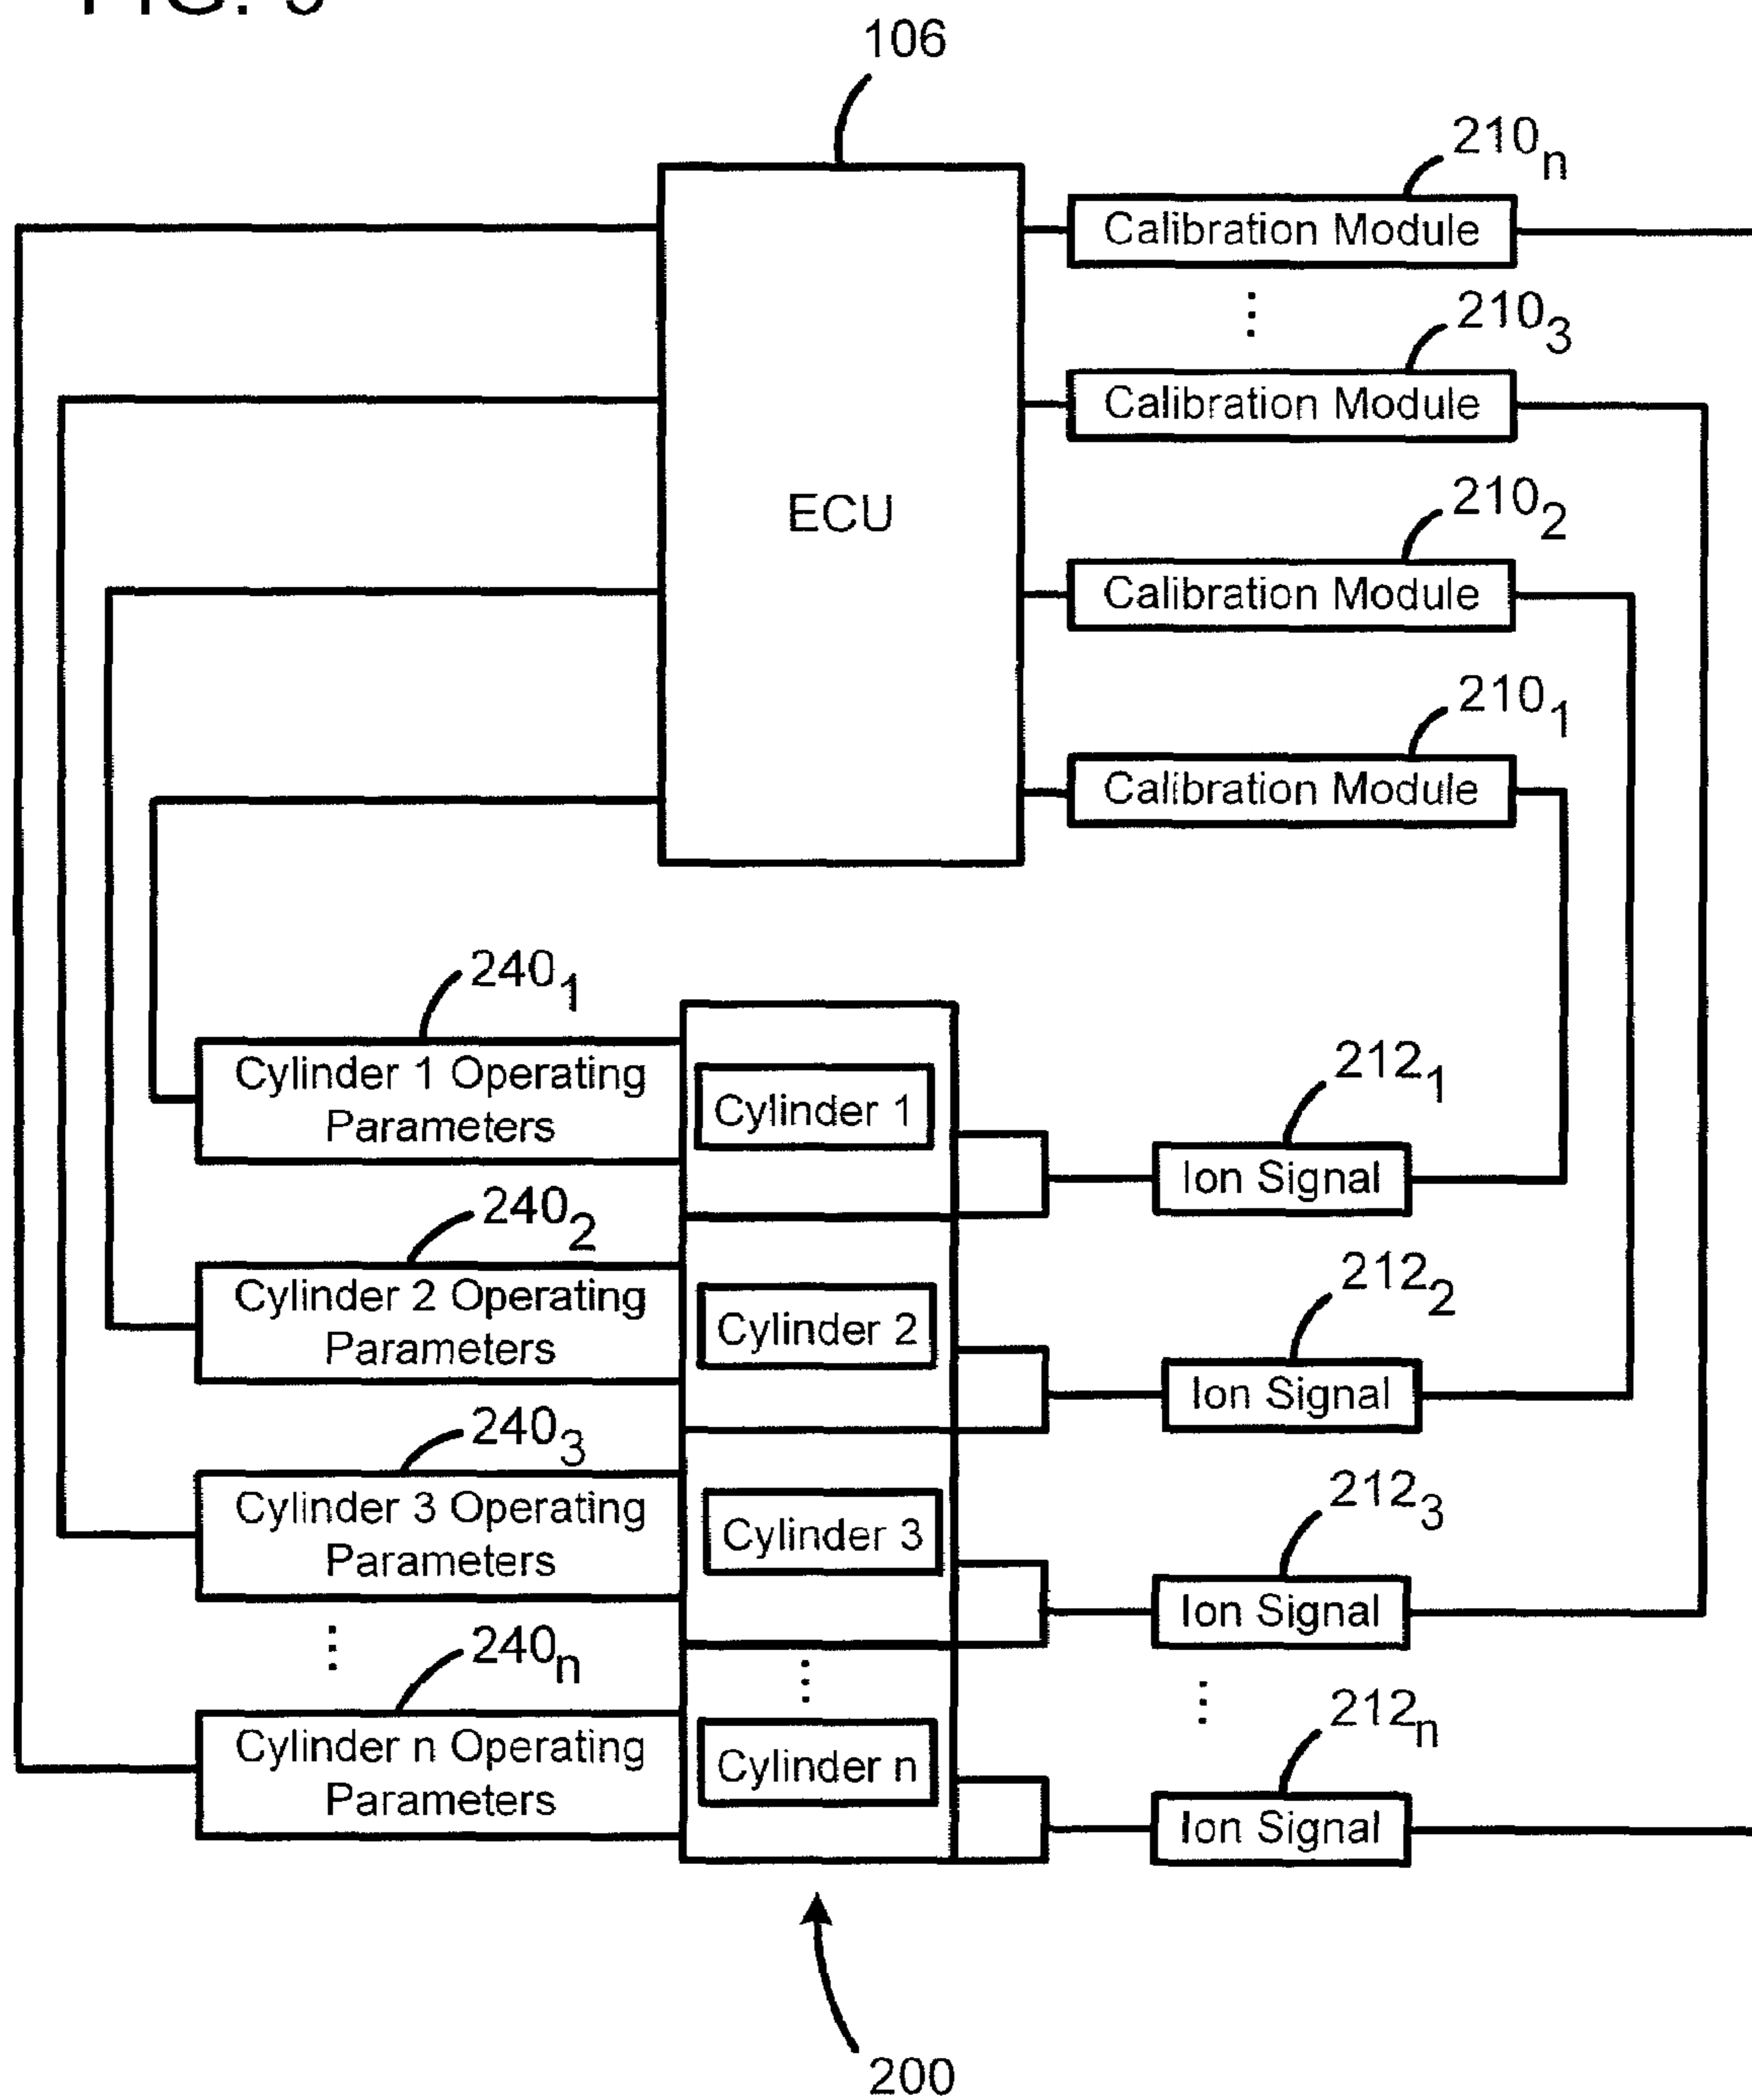 106
210n
Calibration Module
⋮
2103
Calibration Module
ECU
2102
Calibration Module
2101
Calibration Module
2401
Cylinder 1 Operating
Parameters
Cylinder 1
2121
Ion Signal
2402
Cylinder 2 Operating
Parameters
Cylinder 2
2122
Ion Signal
2403
Cylinder 3 Operating
Parameters
Cylinder 3
2123
Ion Signal
⋮
⋮
⋮
240n
Cylinder n Operating
Parameters
Cylinder n
212n
Ion Signal
200